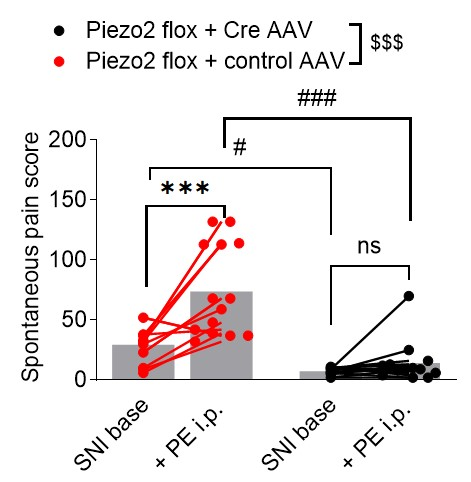 Piezo2 flox + Cre AAV
Piezo2 flox + control AAV
$$$
###
#
***
ns
Spontaneous pain score
200
150
100
50
0
SNI base
+ PE i.p.
SNI base
+ PE i.p.